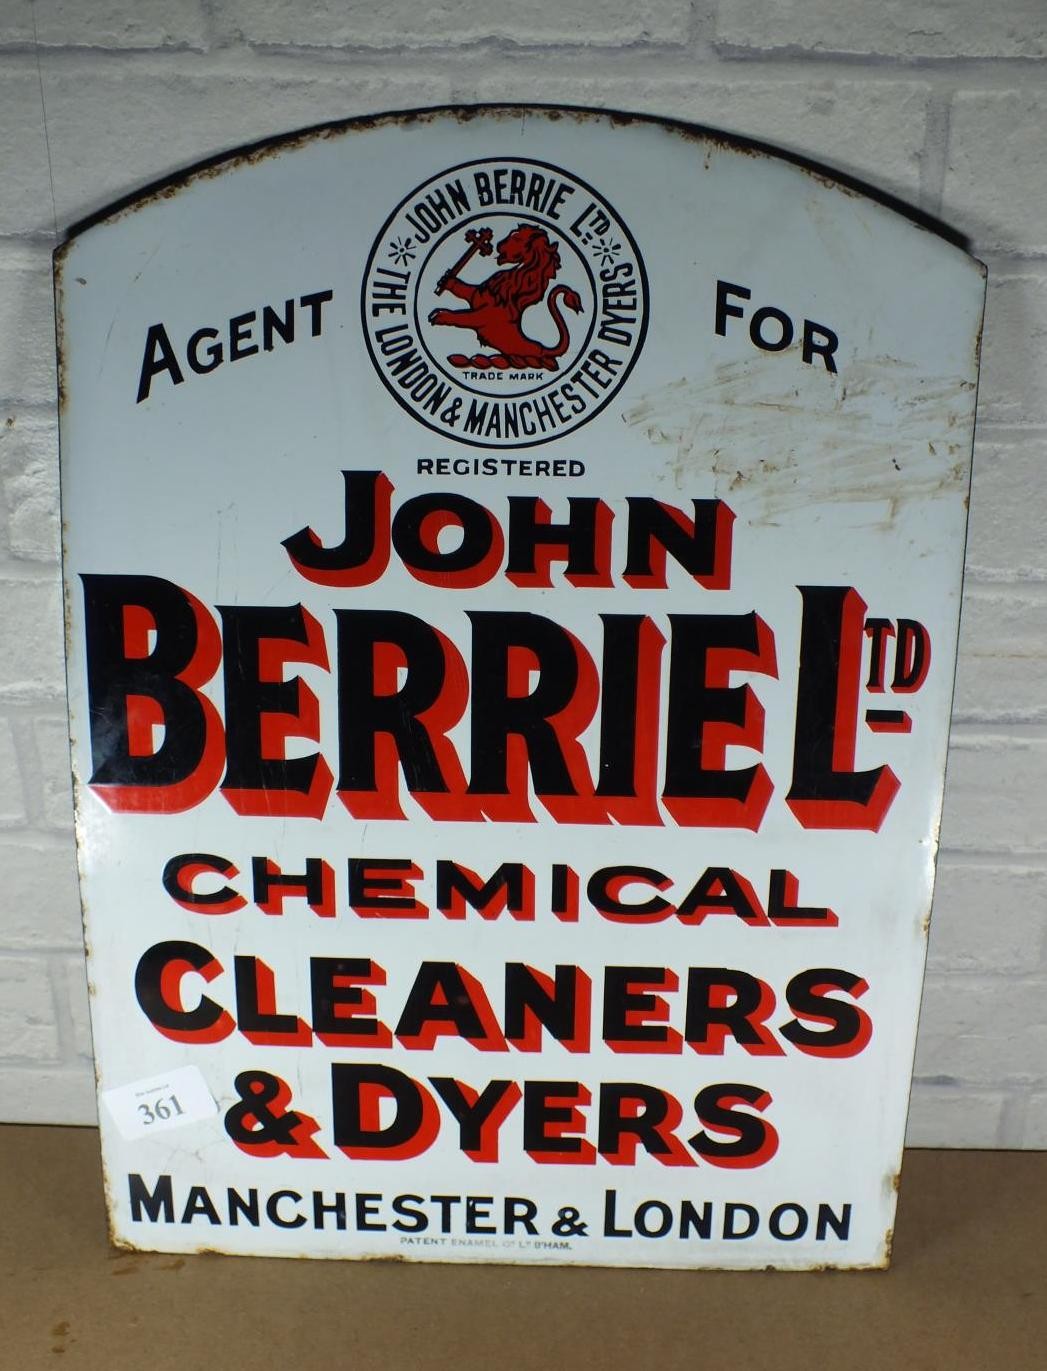 JOHN BERRIE LTD
THE LONDON & MANCHESTER DYERS
TRADE MARK
AGENT FOR
REGISTERED
JOHN
BERRIE LTD
CHEMICAL
CLEANERS
& DYERS
361
MANCHESTER & LONDON
PATENT ENAMEL Co LTD B'HAM.